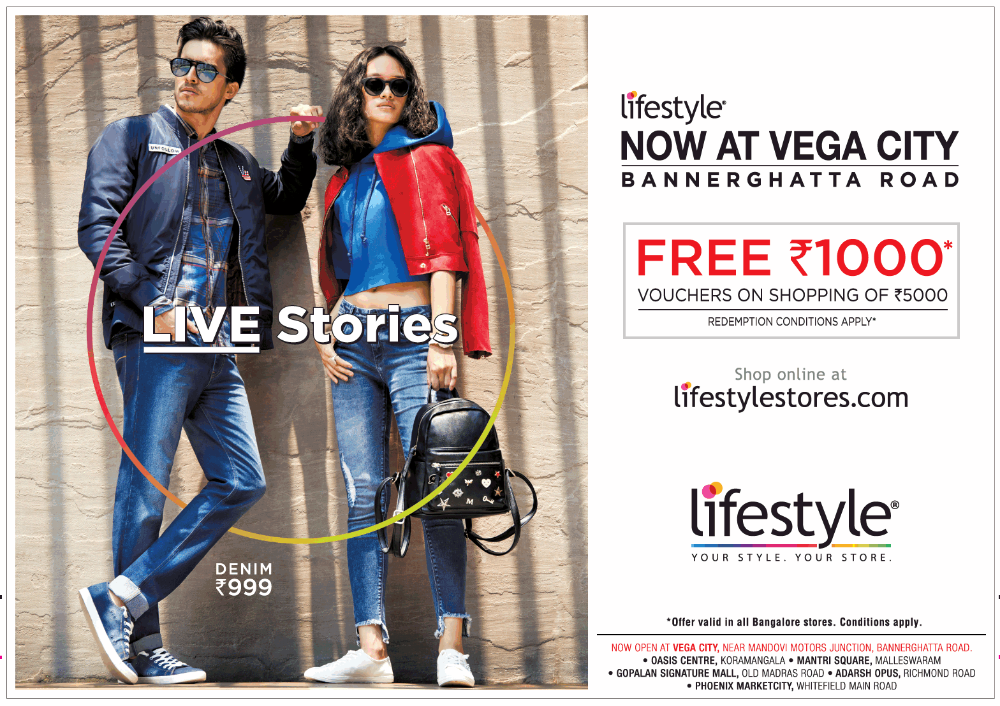 LIVE Stories
DENIM
₹999
lifestyle®
NOW AT VEGA CITY
BANNERGHATTA ROAD
FREE ₹1000*
VOUCHERS ON SHOPPING OF ₹5000
REDEMPTION CONDITIONS APPLY*
Shop online at
lifestylestores.com
lifestyle®
YOUR STYLE. YOUR STORE.
*Offer valid in all Bangalore stores. Conditions apply.
NOW OPEN AT VEGA CITY, NEAR MANDOVI MOTORS JUNCTION, BANNERGHATTA ROAD.
• OASIS CENTRE, KORAMANGALA • MANTRI SQUARE, MALLESWARAM
• GOPALAN SIGNATURE MALL, OLD MADRAS ROAD • ADARSH OPUS, RICHMOND ROAD
• PHOENIX MARKETCITY, WHITEFIELD MAIN ROAD